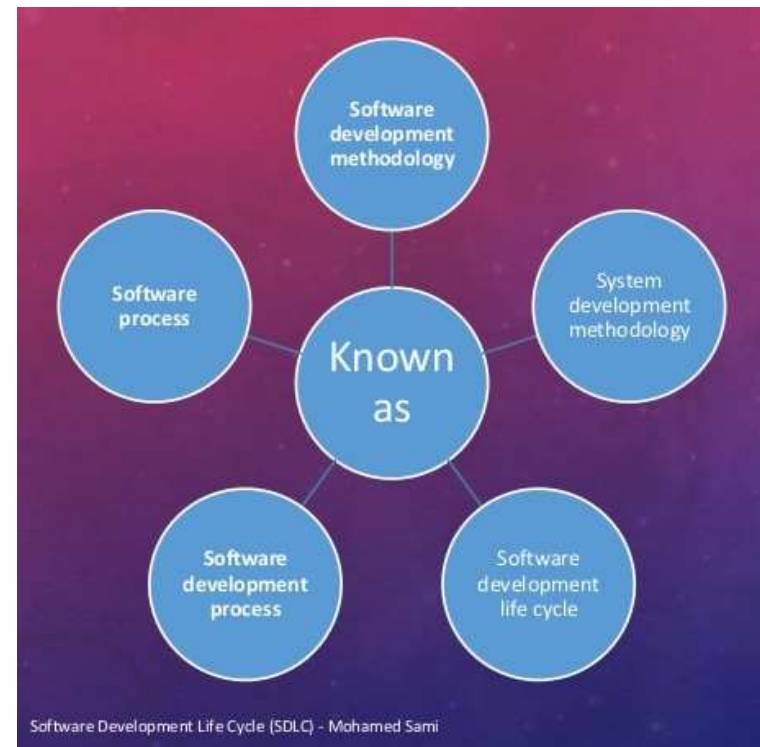 Software
development
methodology
System
development
methodology
Software
process
Known
as
Software
development
process
Software
development
life cycle
Software Development Life Cycle (SDLC) - Mohamed Sami